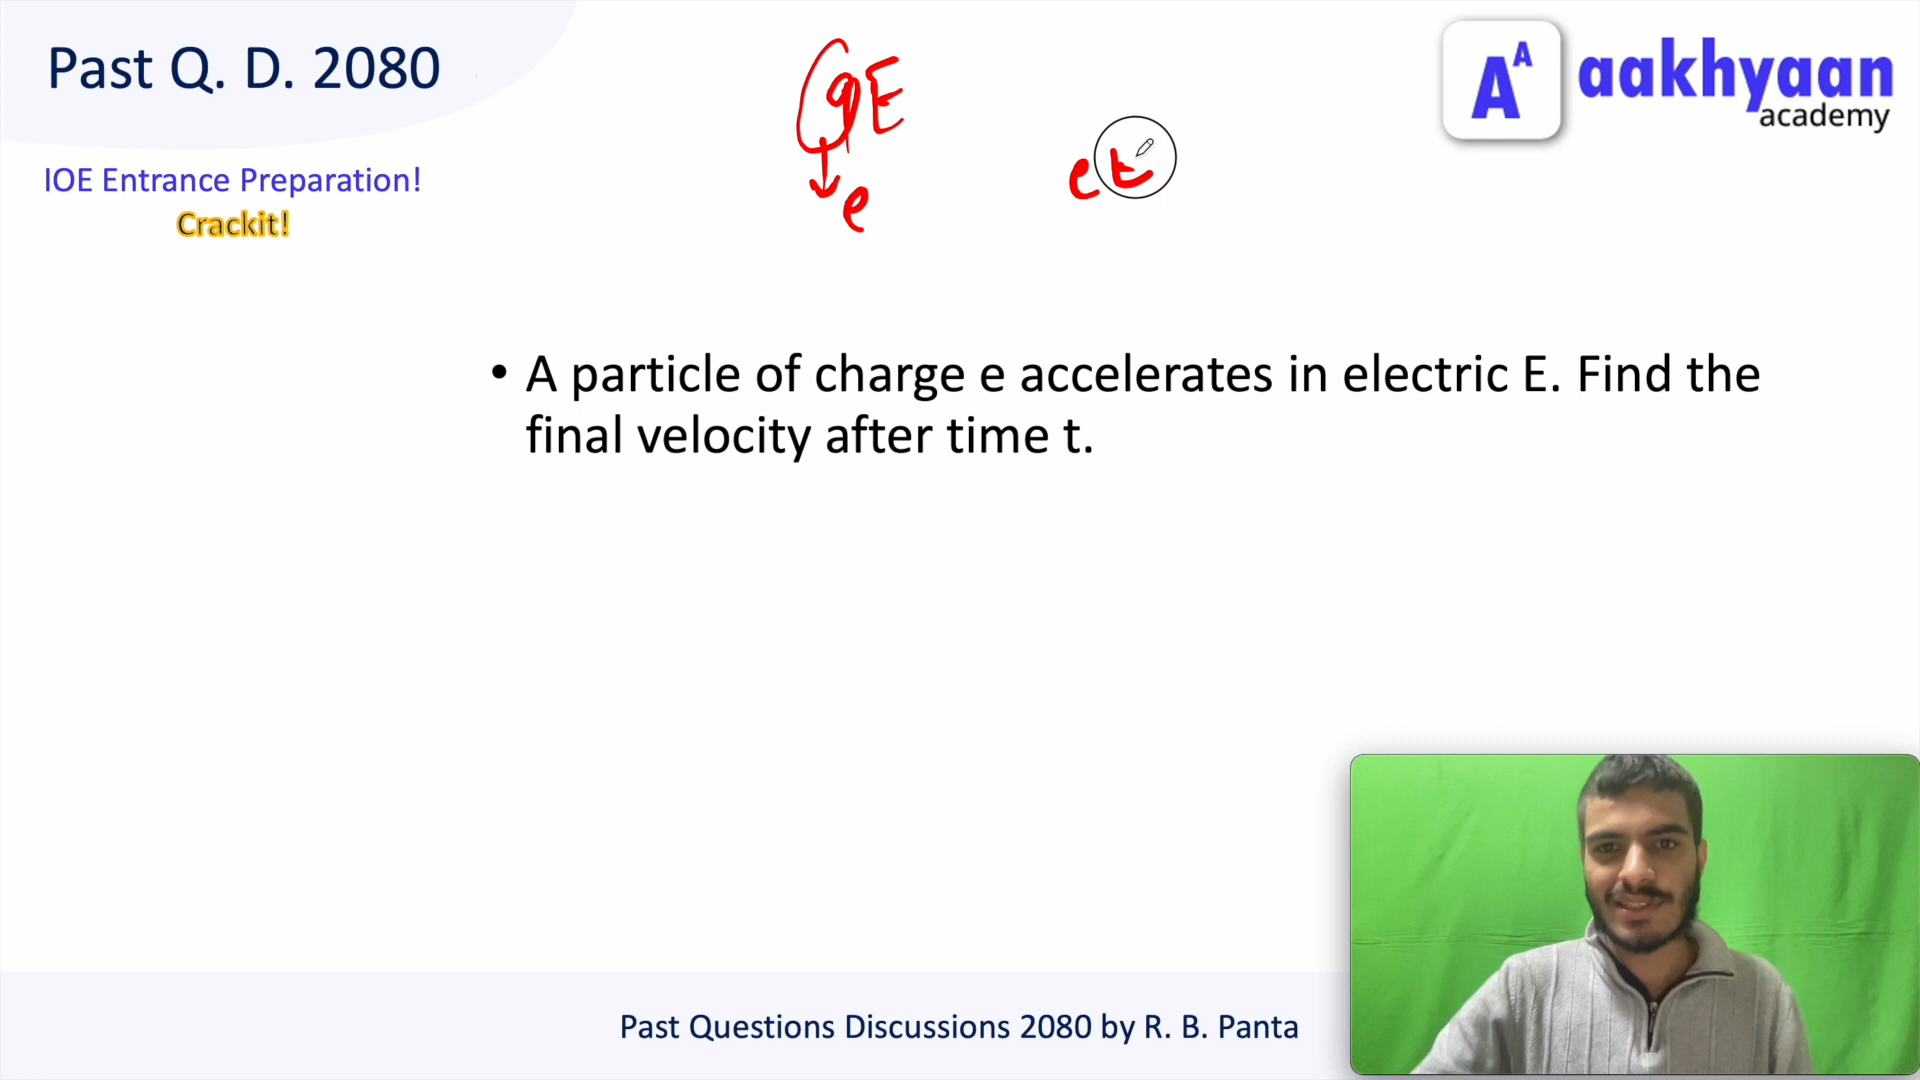 Past Q. D. 2080
qE
e
eE
A^A aakhyaan
academy
IOE Entrance Preparation!
Crackit!
• A particle of charge e accelerates in electric E. Find the
final velocity after time t.
Past Questions Discussions 2080 by R. B. Panta